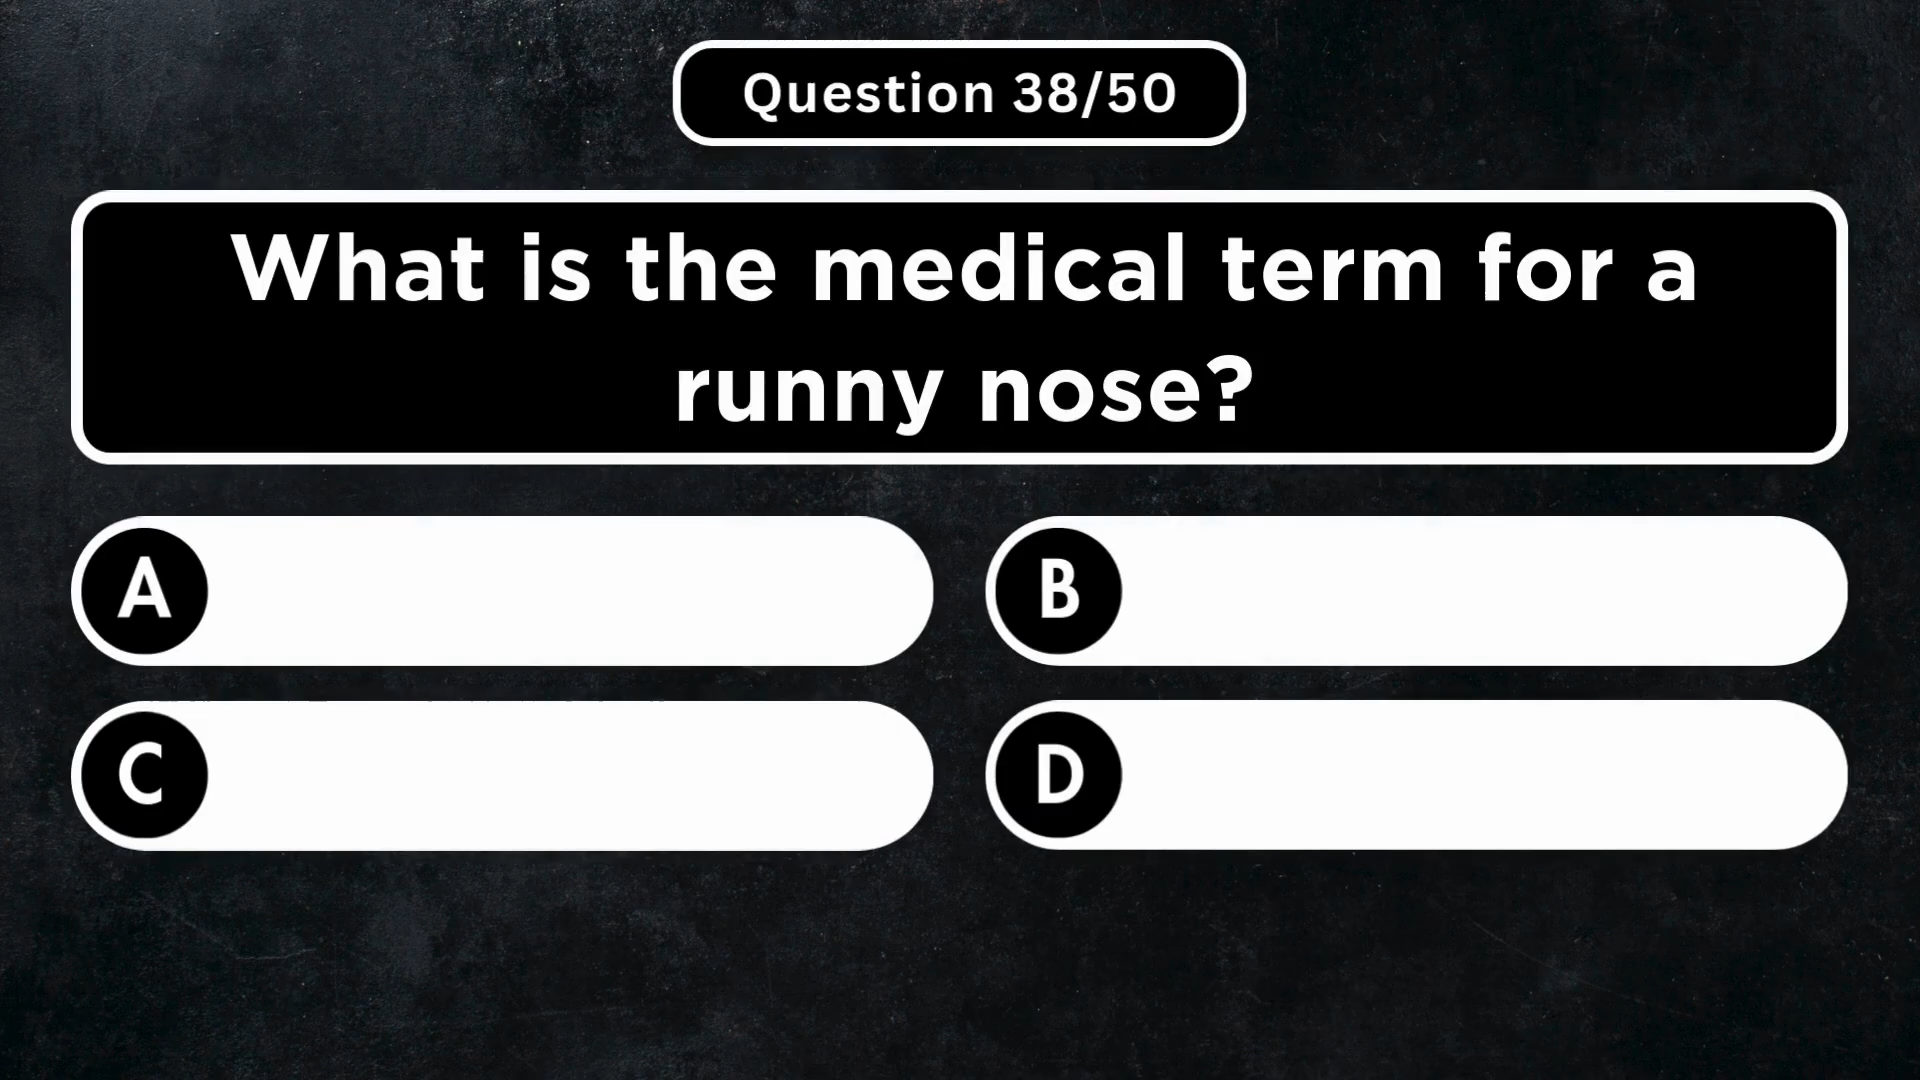 Question 38/50
What is the medical term for a
runny nose?
A
B
C
D